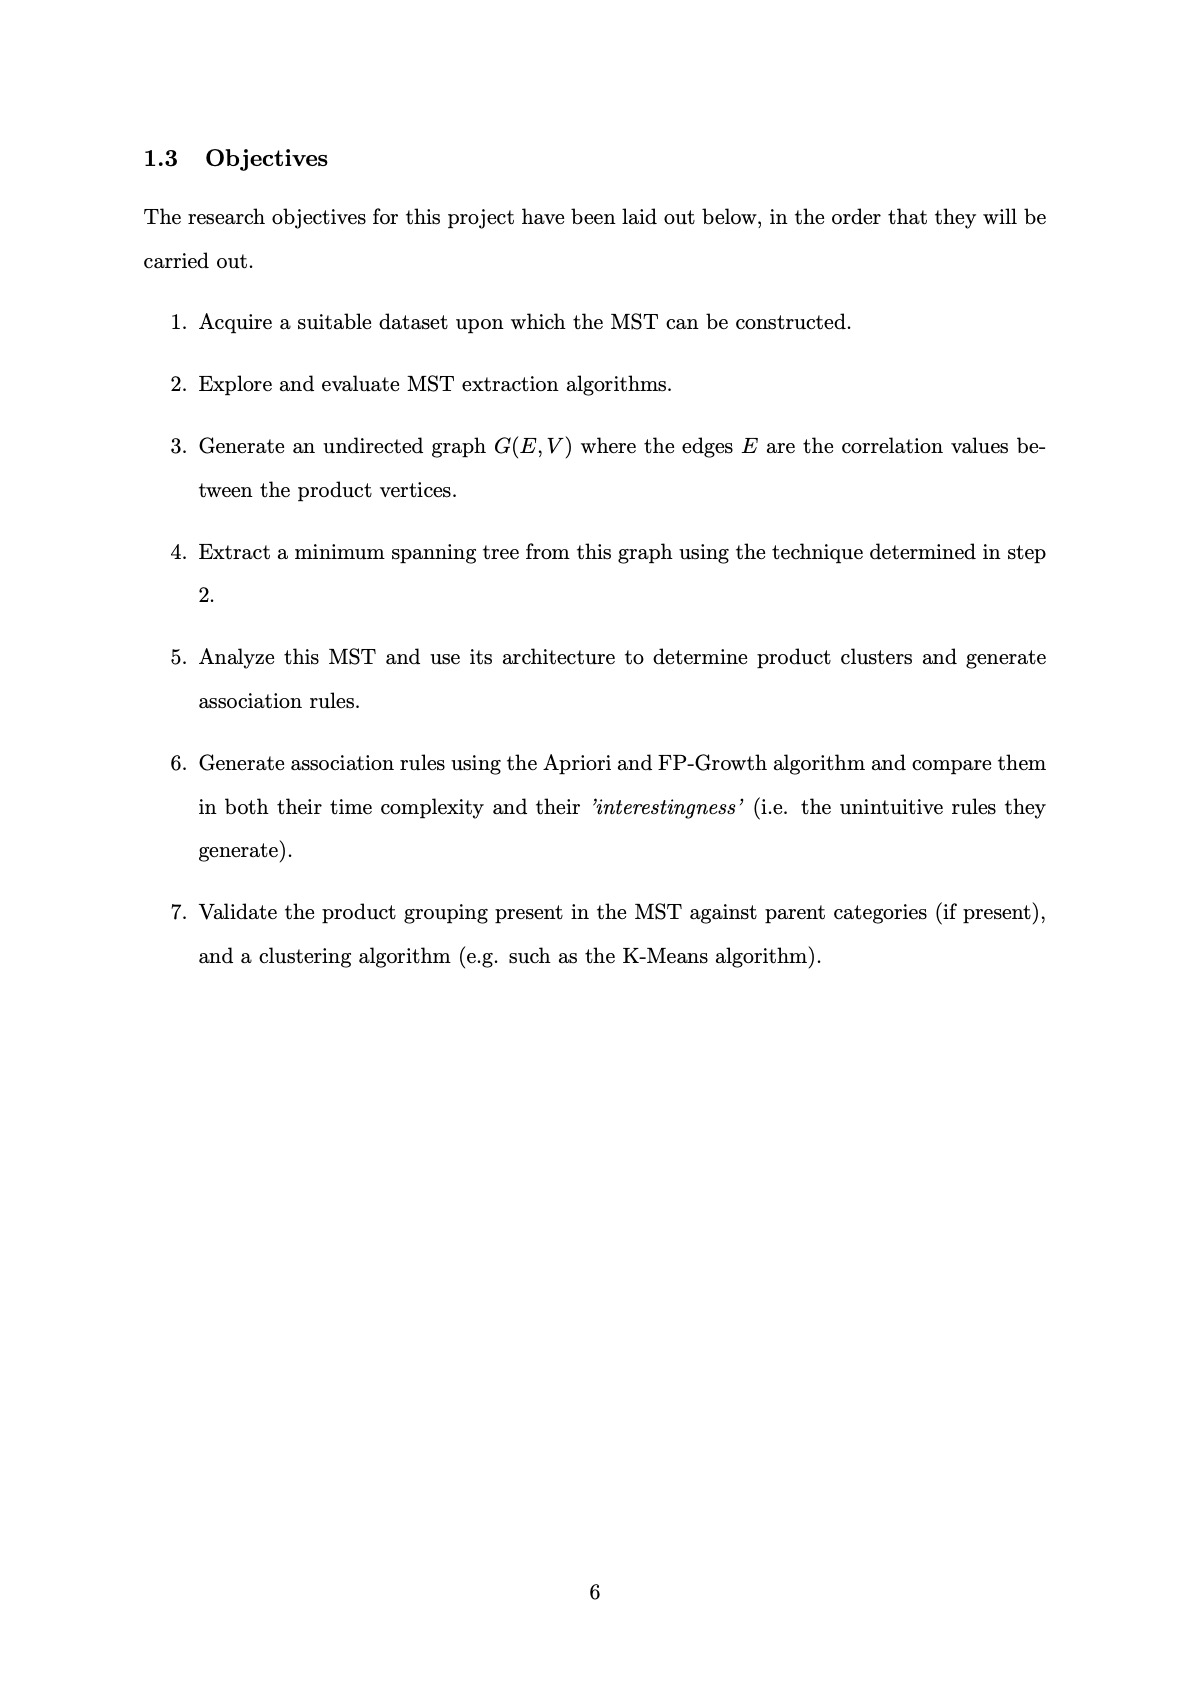 1.3 Objectives
The research objectives for this project have been laid out below, in the order that they will be
carried out.
1. Acquire a suitable dataset upon which the MST can be constructed.
2. Explore and evaluate MST extraction algorithms.
3. Generate an undirected graph G(E, V) where the edges E are the correlation values be-
tween the product vertices.
4. Extract a minimum spanning tree from this graph using the technique determined in step
2.
5. Analyze this MST and use its architecture to determine product clusters and generate
association rules.
6. Generate association rules using the Apriori and FP-Growth algorithm and compare them
in both their time complexity and their ’interestingness’ (i.e. the unintuitive rules they
generate).
7. Validate the product grouping present in the MST against parent categories (if present),
and a clustering algorithm (e.g. such as the K-Means algorithm).
6